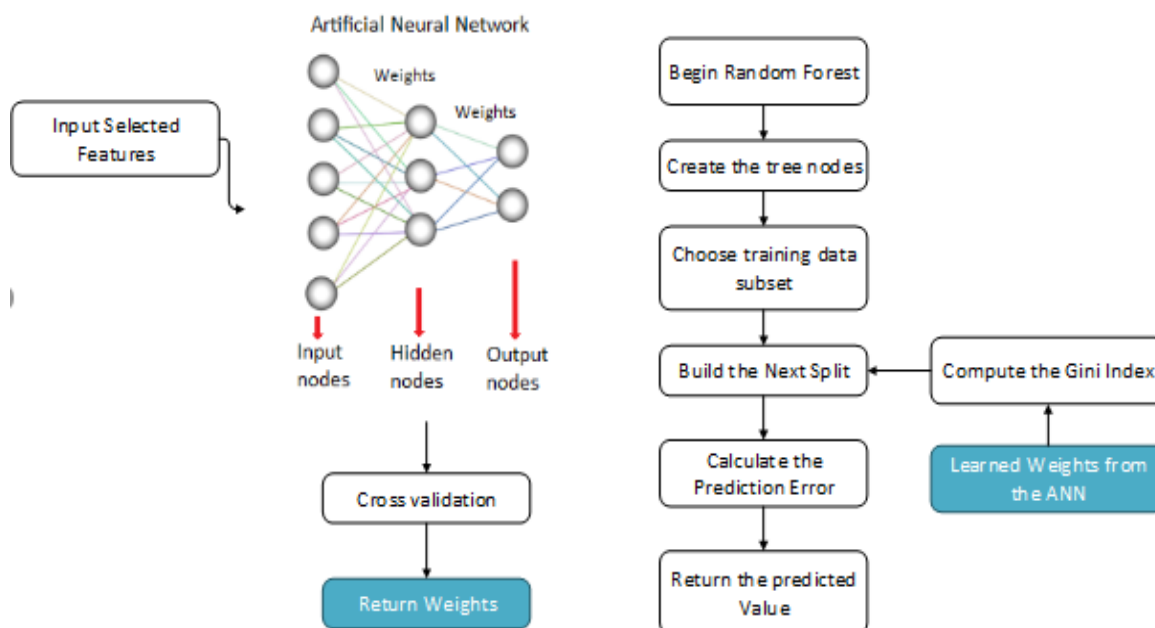 Artificial Neural Network
Weights
Weights
Input Selected
Features
Input
nodes
Hidden
nodes
Output
nodes
Cross validation
Return Weights
Begin Random Forest
Create the tree nodes
Choose training data
subset
Build the Next Split
Compute the Gini Index
Learned Weights from
the ANN
Calculate the
Prediction Error
Return the predicted
Value